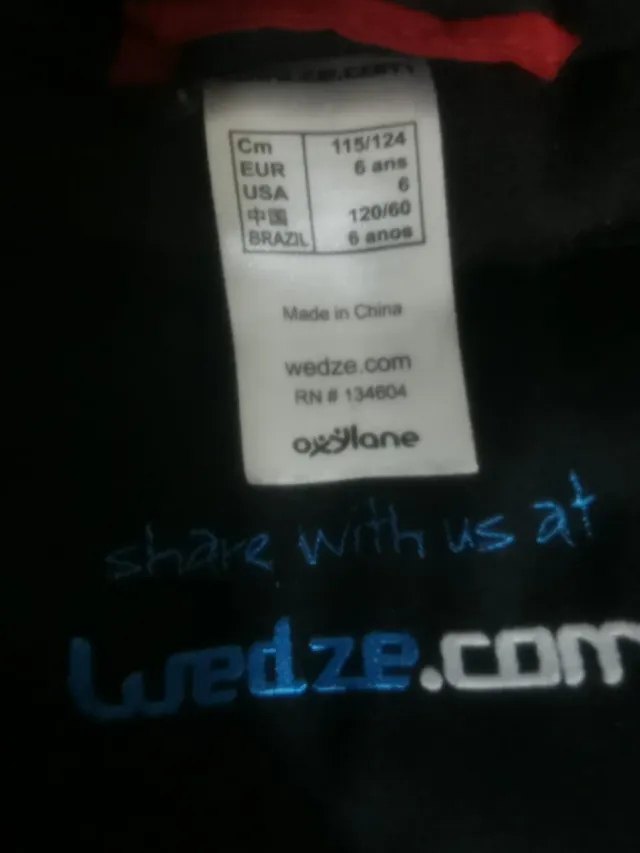 Cm 115/124
EUR 6 ans
USA 6
中国 120/60
BRAZIL 6 anos
Made in China
wedze.com
RN # 134604
oxylane
share with us at
wedze.com